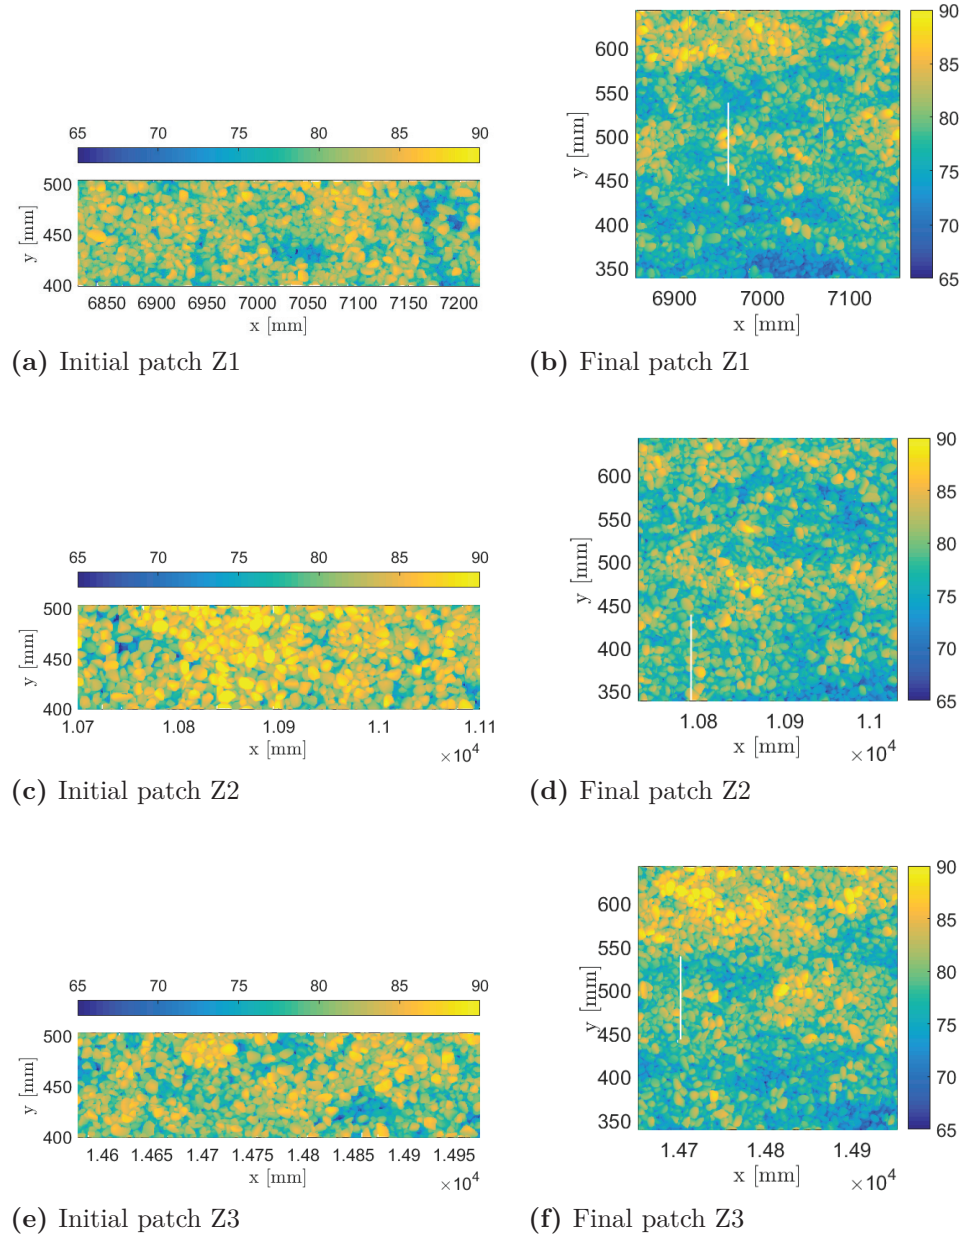 65 70 75 80 85 90
500
450
400
y [mm]
6850 6900 6950 7000 7050 7100 7150 7200
x [mm]
(a) Initial patch Z1
600
550
500
450
400
350
y [mm]
6900 7000 7100
x [mm]
90
85
80
75
70
65
(b) Final patch Z1
65 70 75 80 85 90
500
450
400
y [mm]
1.07 1.08 1.09 1.1 1.11
x [mm]
×10⁴
(c) Initial patch Z2
600
550
500
450
400
350
y [mm]
1.08 1.09 1.1
x [mm]
×10⁴
90
85
80
75
70
65
(d) Final patch Z2
65 70 75 80 85 90
500
450
400
y [mm]
1.46 1.465 1.47 1.475 1.48 1.485 1.49 1.495
x [mm]
×10⁴
(e) Initial patch Z3
600
550
500
450
400
350
y [mm]
1.47 1.48 1.49
x [mm]
×10⁴
90
85
80
75
70
65
(f) Final patch Z3